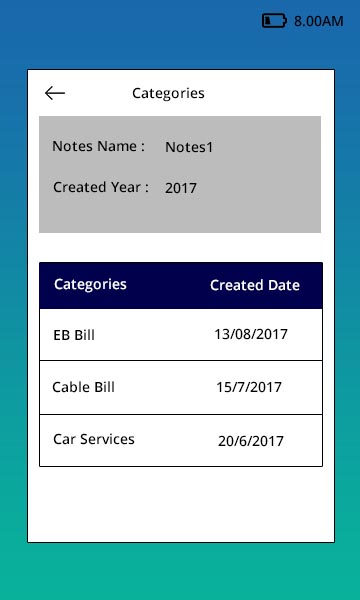 8.00AM
Categories
Notes Name : Notes1
Created Year : 2017
Categories Created Date
EB Bill 13/08/2017
Cable Bill 15/7/2017
Car Services 20/6/2017